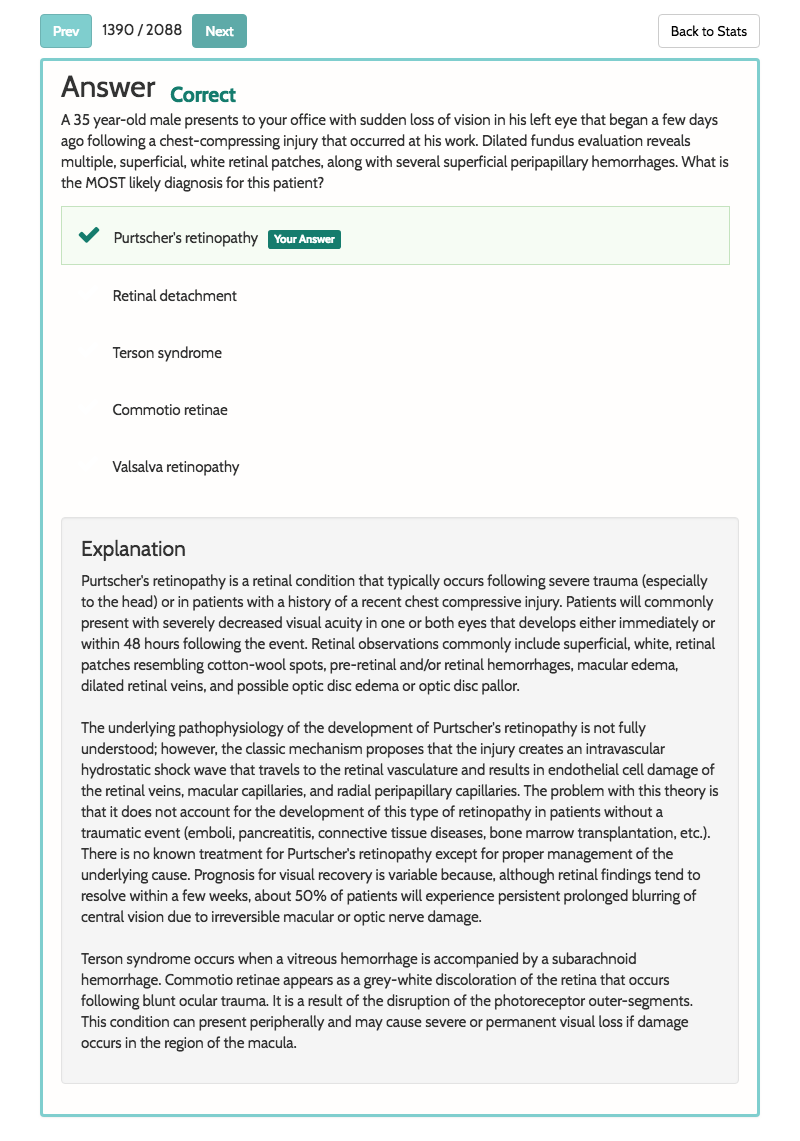 Prev 1390 / 2088 Next Back to Stats
Answer Correct
A 35 year-old male presents to your office with sudden loss of vision in his left eye that began a few days
ago following a chest-compressing injury that occurred at his work. Dilated fundus evaluation reveals
multiple, superficial, white retinal patches, along with several superficial peripapillary hemorrhages. What is
the MOST likely diagnosis for this patient?
Purtscher's retinopathy Your Answer
Retinal detachment
Terson syndrome
Commotio retinae
Valsalva retinopathy
Explanation
Purtscher's retinopathy is a retinal condition that typically occurs following severe trauma (especially
to the head) or in patients with a history of a recent chest compressive injury. Patients will commonly
present with severely decreased visual acuity in one or both eyes that develops either immediately or
within 48 hours following the event. Retinal observations commonly include superficial, white, retinal
patches resembling cotton-wool spots, pre-retinal and/or retinal hemorrhages, macular edema,
dilated retinal veins, and possible optic disc edema or optic disc pallor.
The underlying pathophysiology of the development of Purtscher's retinopathy is not fully
understood; however, the classic mechanism proposes that the injury creates an intravascular
hydrostatic shock wave that travels to the retinal vasculature and results in endothelial cell damage of
the retinal veins, macular capillaries, and radial peripapillary capillaries. The problem with this theory is
that it does not account for the development of this type of retinopathy in patients without a
traumatic event (emboli, pancreatitis, connective tissue diseases, bone marrow transplantation, etc.).
There is no known treatment for Purtscher's retinopathy except for proper management of the
underlying cause. Prognosis for visual recovery is variable because, although retinal findings tend to
resolve within a few weeks, about 50% of patients will experience persistent prolonged blurring of
central vision due to irreversible macular or optic nerve damage.
Terson syndrome occurs when a vitreous hemorrhage is accompanied by a subarachnoid
hemorrhage. Commotio retinae appears as a grey-white discoloration of the retina that occurs
following blunt ocular trauma. It is a result of the disruption of the photoreceptor outer-segments.
This condition can present peripherally and may cause severe or permanent visual loss if damage
occurs in the region of the macula.